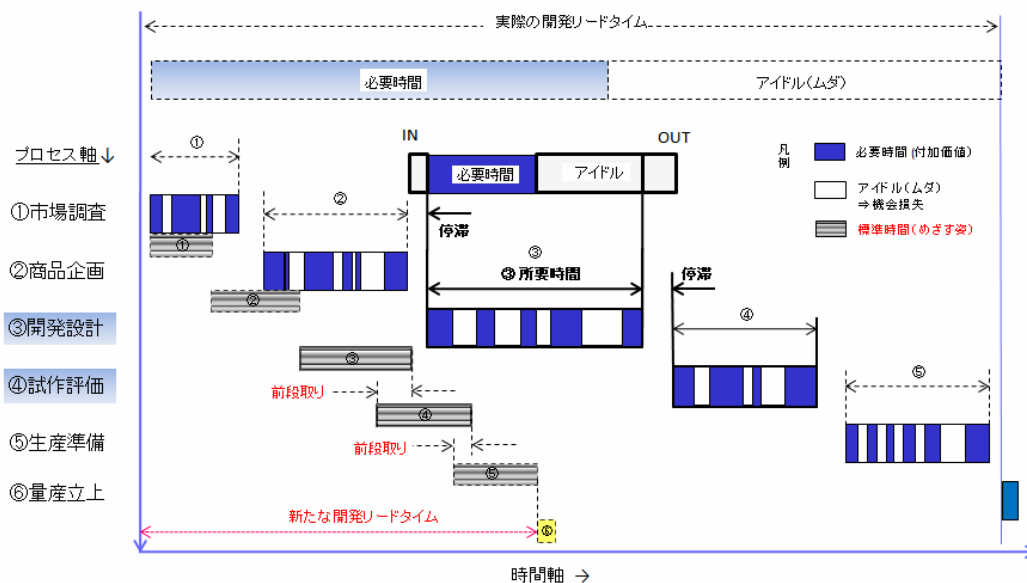 実際の開発リードタイム
必要時間
アイドル(ムダ)
プロセス軸↓
①
IN
OUT
必要時間
アイドル
凡
例
必要時間(付加価値)
アイドル(ムダ)
⇒機会損失
標準時間(めざす姿)
①市場調査
①
②
停滞
②商品企画
②
③
③所要時間
停滞
③開発設計
④
③
④試作評価
前段取り
④
⑤
⑤生産準備
前段取り
⑤
⑥量産立上
新たな開発リードタイム
⑥
時間軸 →